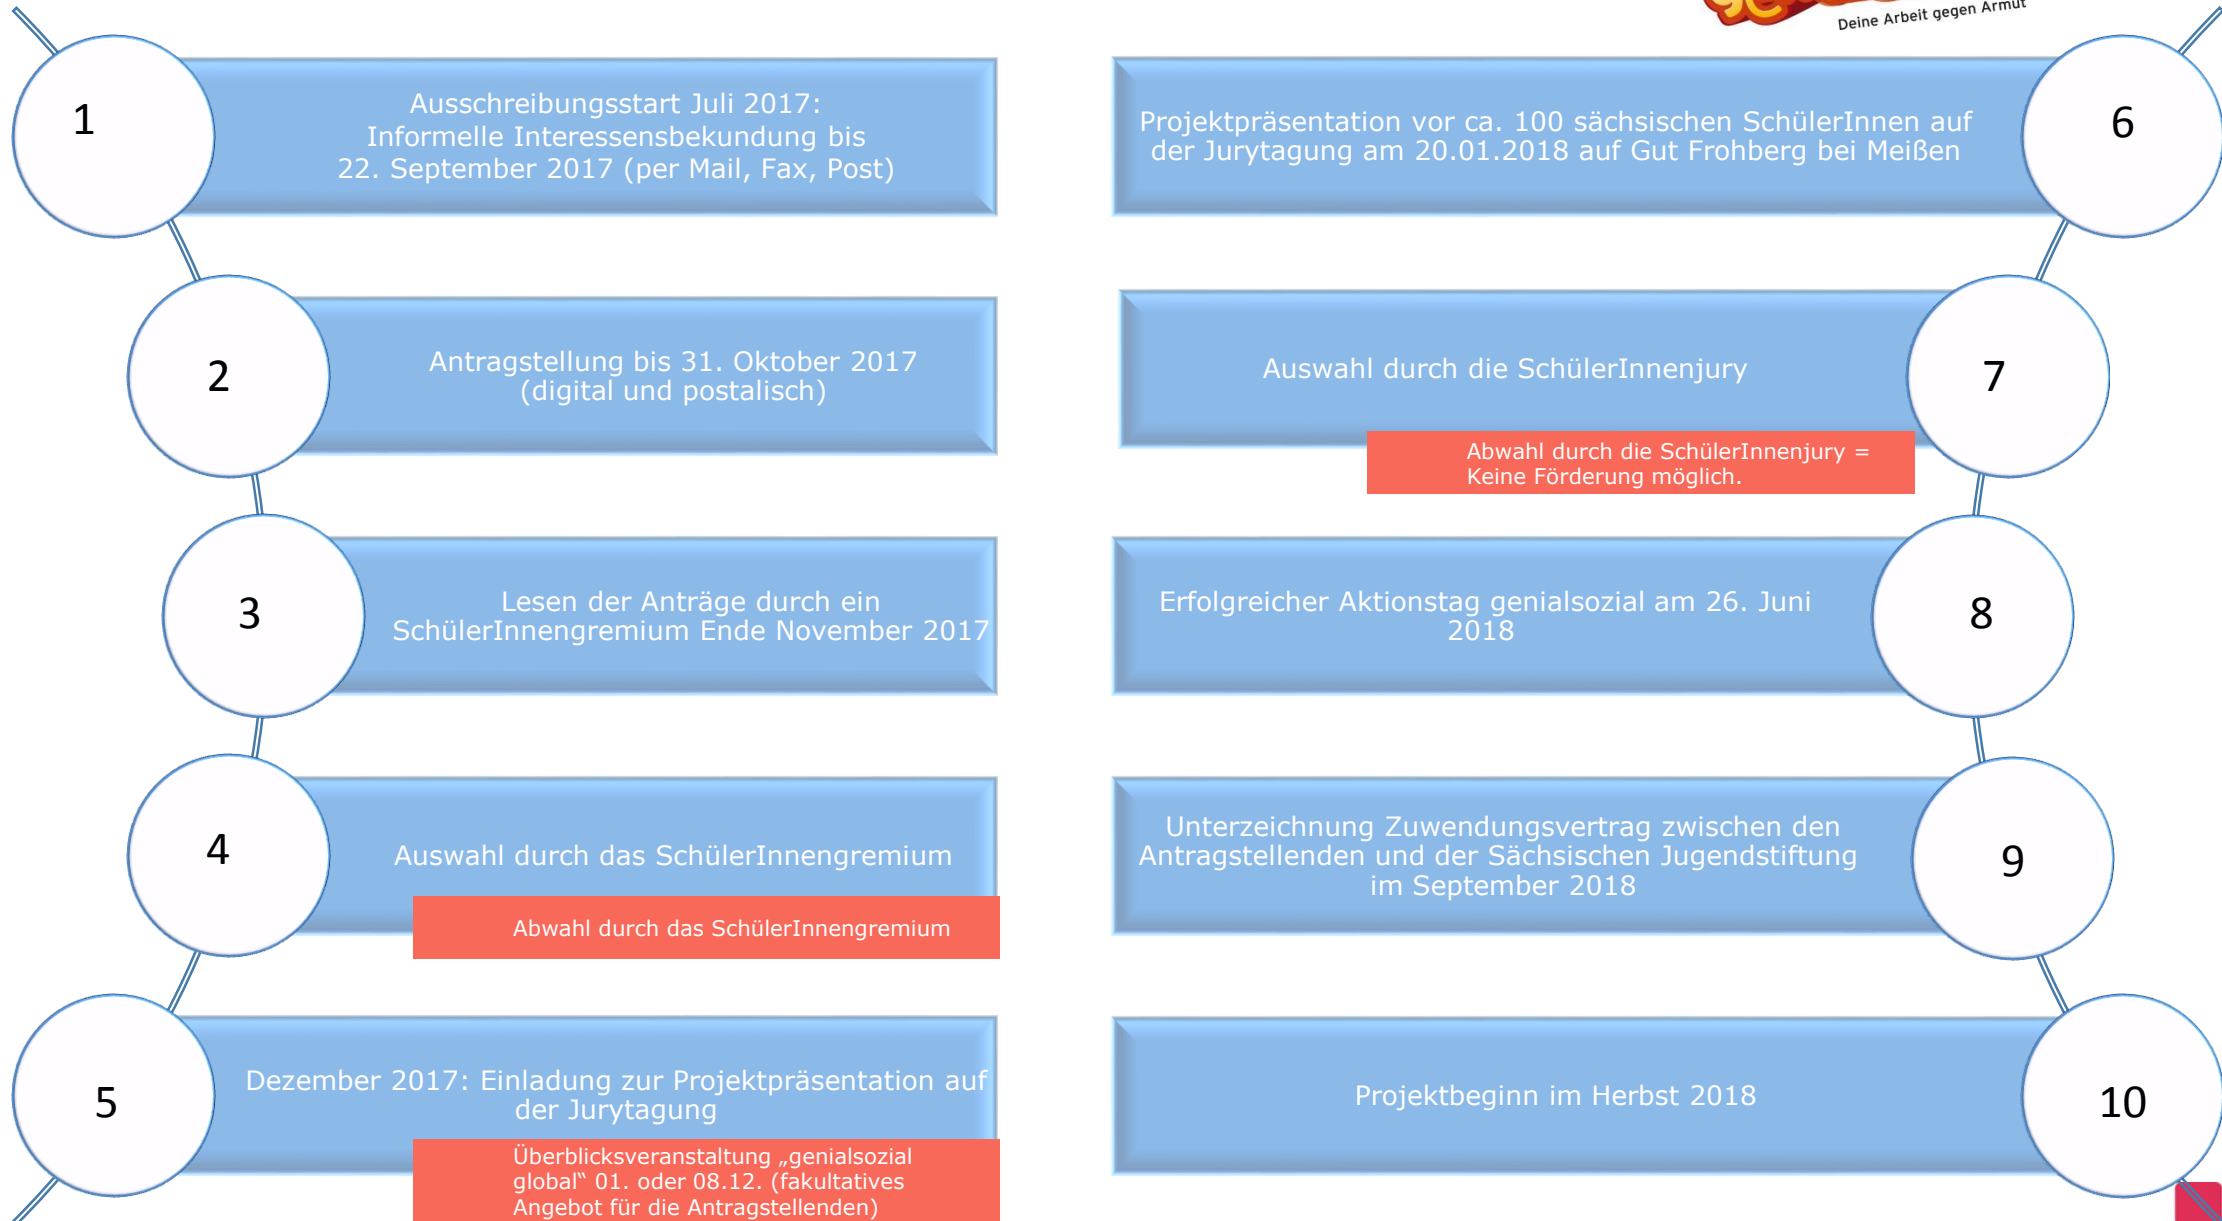 Deine Arbeit gegen Armut
1
Ausschreibungsstart Juli 2017:
Informelle Interessensbekundung bis
22. September 2017 (per Mail, Fax, Post)
2
Antragstellung bis 31. Oktober 2017
(digital und postalisch)
3
Lesen der Anträge durch ein
SchülerInnengremium Ende November 2017
4
Auswahl durch das SchülerInnengremium
Abwahl durch das SchülerInnengremium
5
Dezember 2017: Einladung zur Projektpräsentation auf
der Jurytagung
Überblicksveranstaltung „genialsozial
global“ 01. oder 08.12. (fakultatives
Angebot für die Antragstellenden)
6
Projektpräsentation vor ca. 100 sächsischen SchülerInnen auf
der Jurytagung am 20.01.2018 auf Gut Frohberg bei Meißen
7
Auswahl durch die SchülerInnenjury
Abwahl durch die SchülerInnenjury =
Keine Förderung möglich.
8
Erfolgreicher Aktionstag genialsozial am 26. Juni
2018
9
Unterzeichnung Zuwendungsvertrag zwischen den
Antragstellenden und der Sächsischen Jugendstiftung
im September 2018
10
Projektbeginn im Herbst 2018